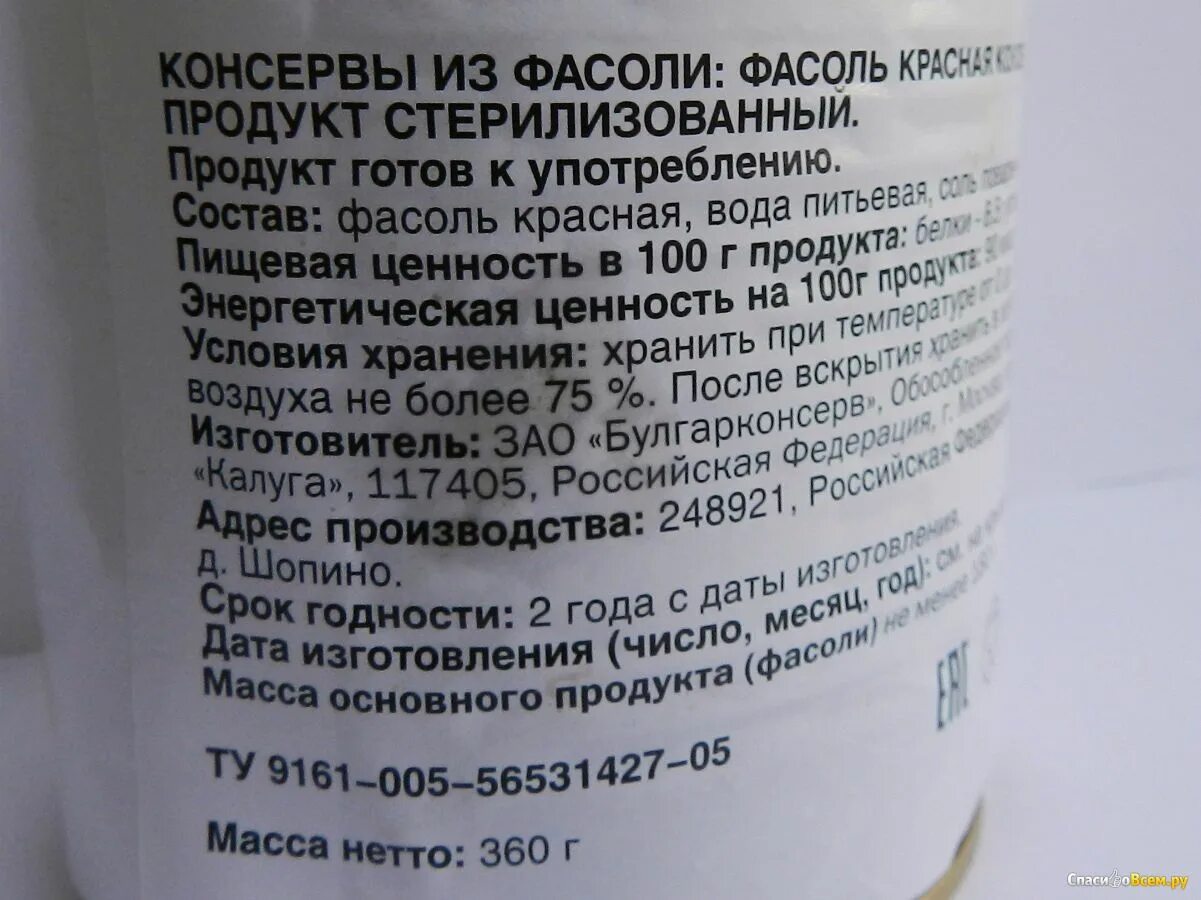 КОНСЕРВЫ ИЗ ФАСОЛИ: ФАСОЛЬ КРАСНАЯ
ПРОДУКТ СТЕРИЛИЗОВАННЫЙ.
Продукт готов к употреблению.
Состав: фасоль красная, вода питьевая, соль
Пищевая ценность в 100 г продукта: белки -
Энергетическая ценность на 100г продукта:
Условия хранения: хранить при температуре от
воздуха не более 75 %. После вскрытия хранить в
Изготовитель: ЗАО «Булгарконсерв», Обособленное
«Калуга», 117405, Российская Федерация, г. Москва
Адрес производства: 248921, Российская Федерация
д. Шопино.
Срок годности: 2 года с даты изготовления.
Дата изготовления (число, месяц, год): см. на
Масса основного продукта (фасоли) не менее
EAC
ТУ 9161-005-56531427-05
Масса нетто: 360 г
СпасибоВсем.ру